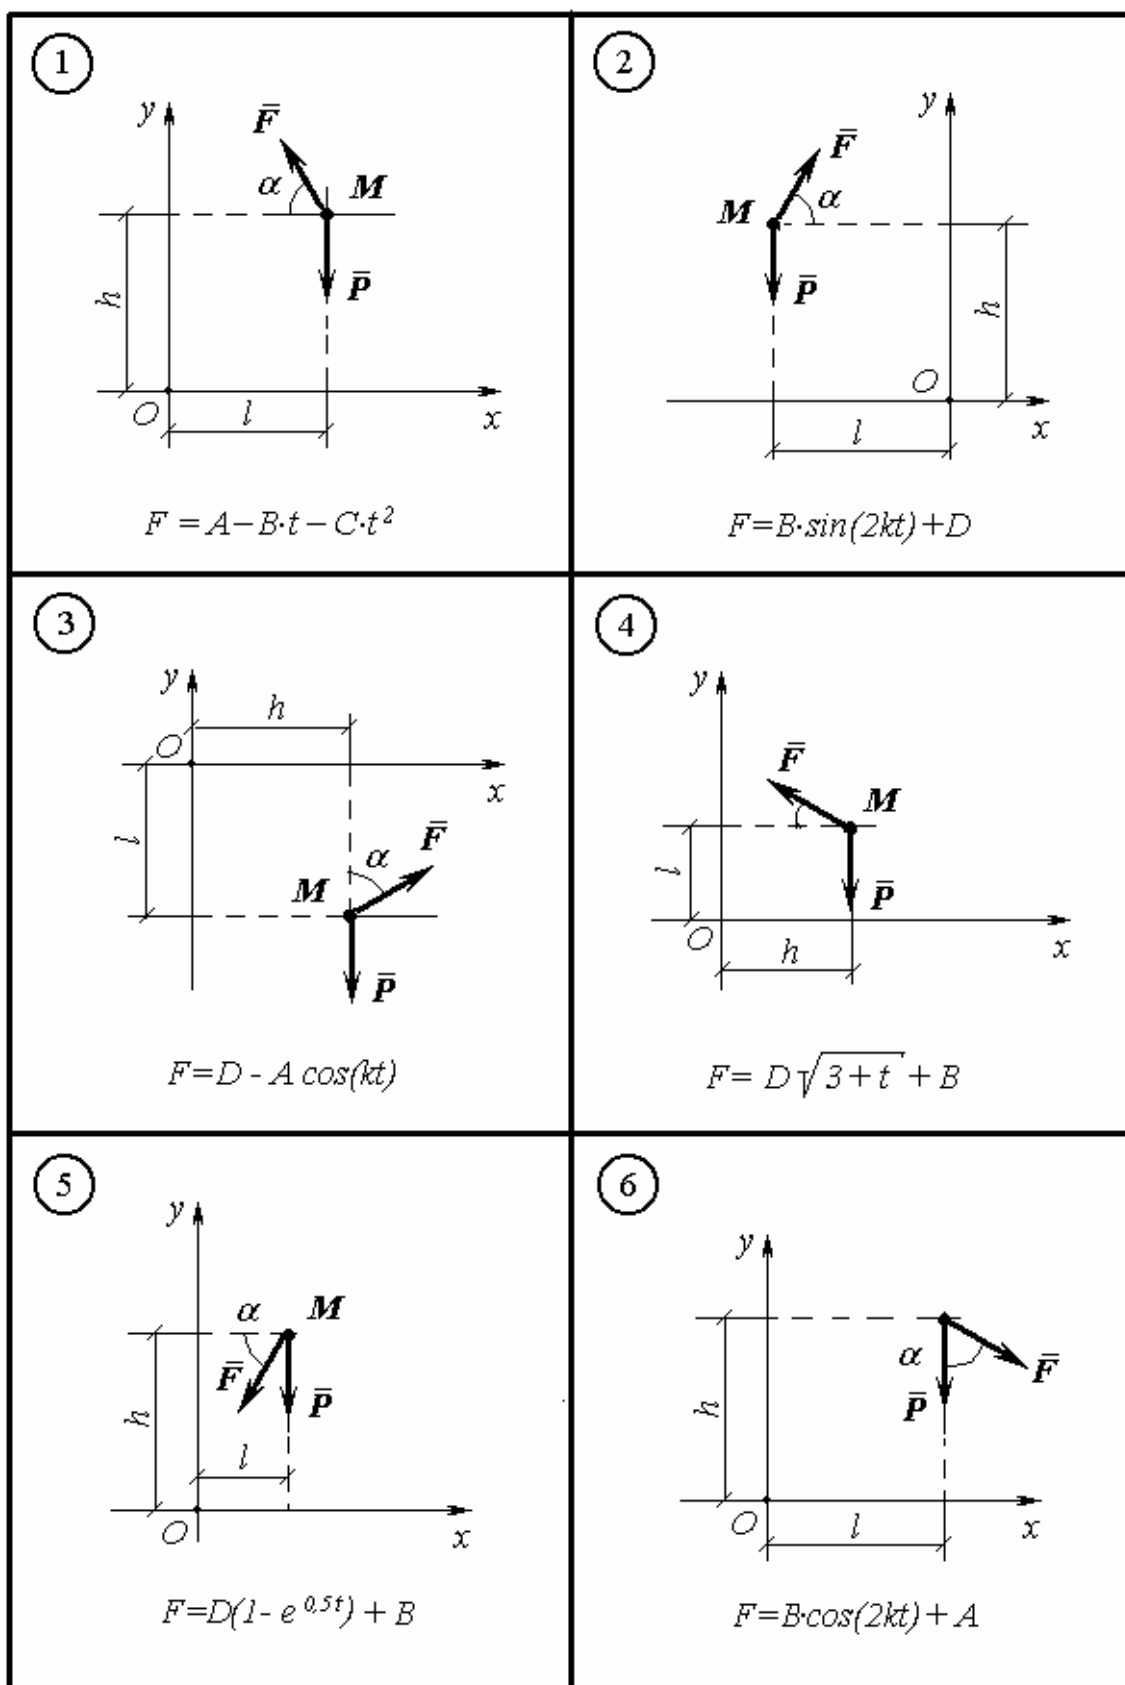 1
y
F̄
α
M
P̄
h
O
l
x
F = A – B·t – C·t²
2
y
F̄
M
α
P̄
h
O
x
l
F=B·sin(2kt)+D
3
y
h
O
x
l
F̄
α
M
P̄
F=D - A cos(kt)
4
y
F̄
M
l
P̄
O
h
x
F= D√3+t + B
5
y
α
M
F̄
P̄
h
l
O
x
F=D(1- e^0,5t) + B
6
y
α
F̄
P̄
h
O
x
l
F=B·cos(2kt)+A